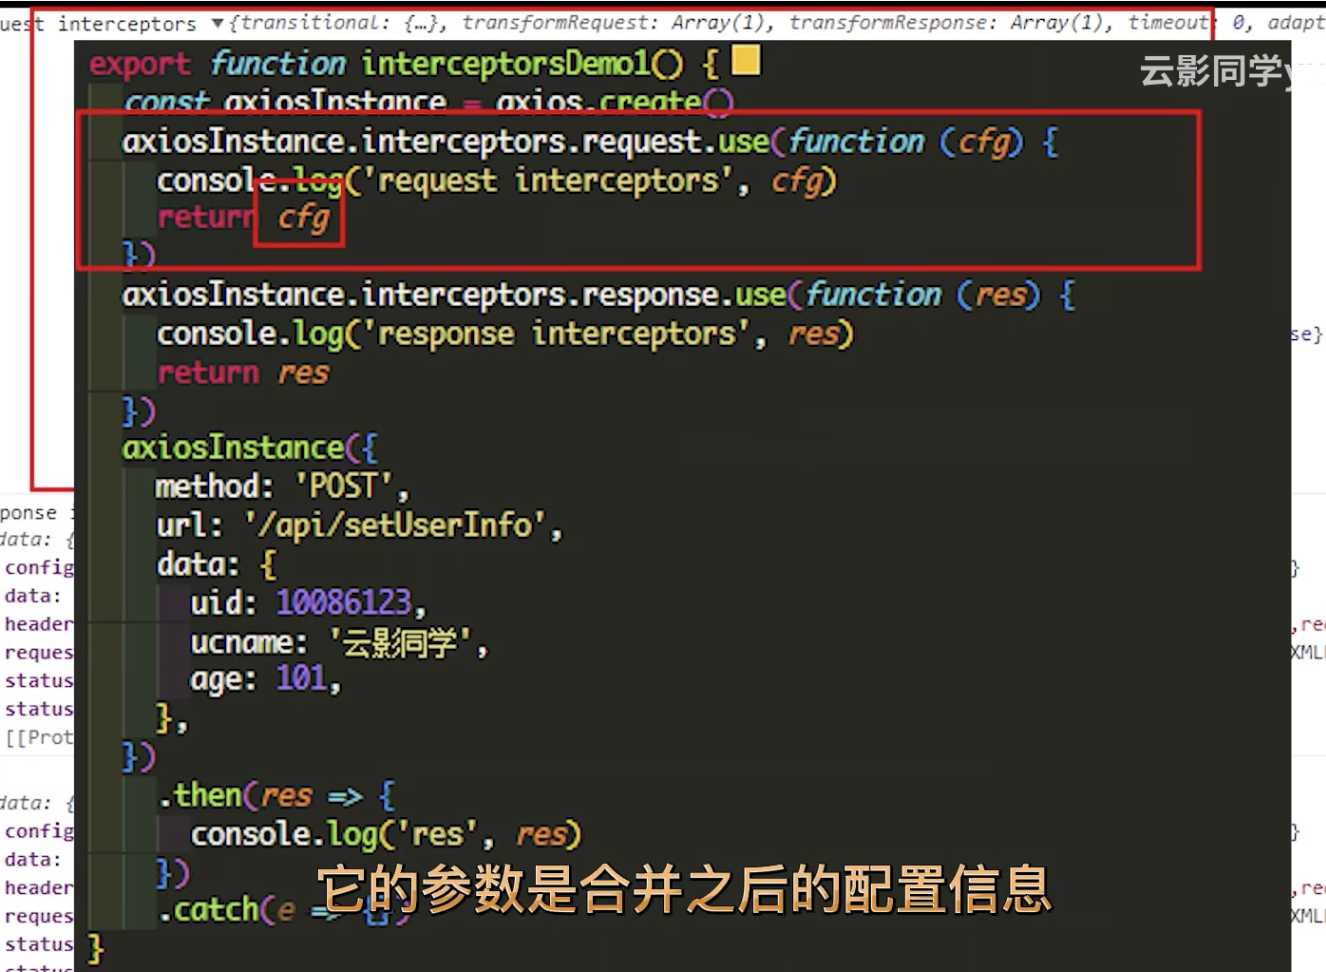 interceptors ▼{transitional: {…}, transformRequest: Array(1), transformResponse: Array(1), timeout: 0, adapt
云影同学
export function interceptorsDemo1() {
const axiosInstance = axios.create()
axiosInstance.interceptors.request.use(function (cfg) {
console.log('request interceptors', cfg)
return cfg
})
axiosInstance.interceptors.response.use(function (res) {
console.log('response interceptors', res)
return res
})
axiosInstance({
method: 'POST',
url: '/api/setUserInfo',
data: {
uid: 10086123,
ucname: '云影同学',
age: 101,
},
})
.then(res => {
console.log('res', res)
})
.catch(e => {})
}
它的参数是合并之后的配置信息
se}
ponse i
data: {
config
data:
header
reques
status
status
[[Prot
data: {
config
data:
header
reques
status
}
,rec
XML
}
,rec
XML